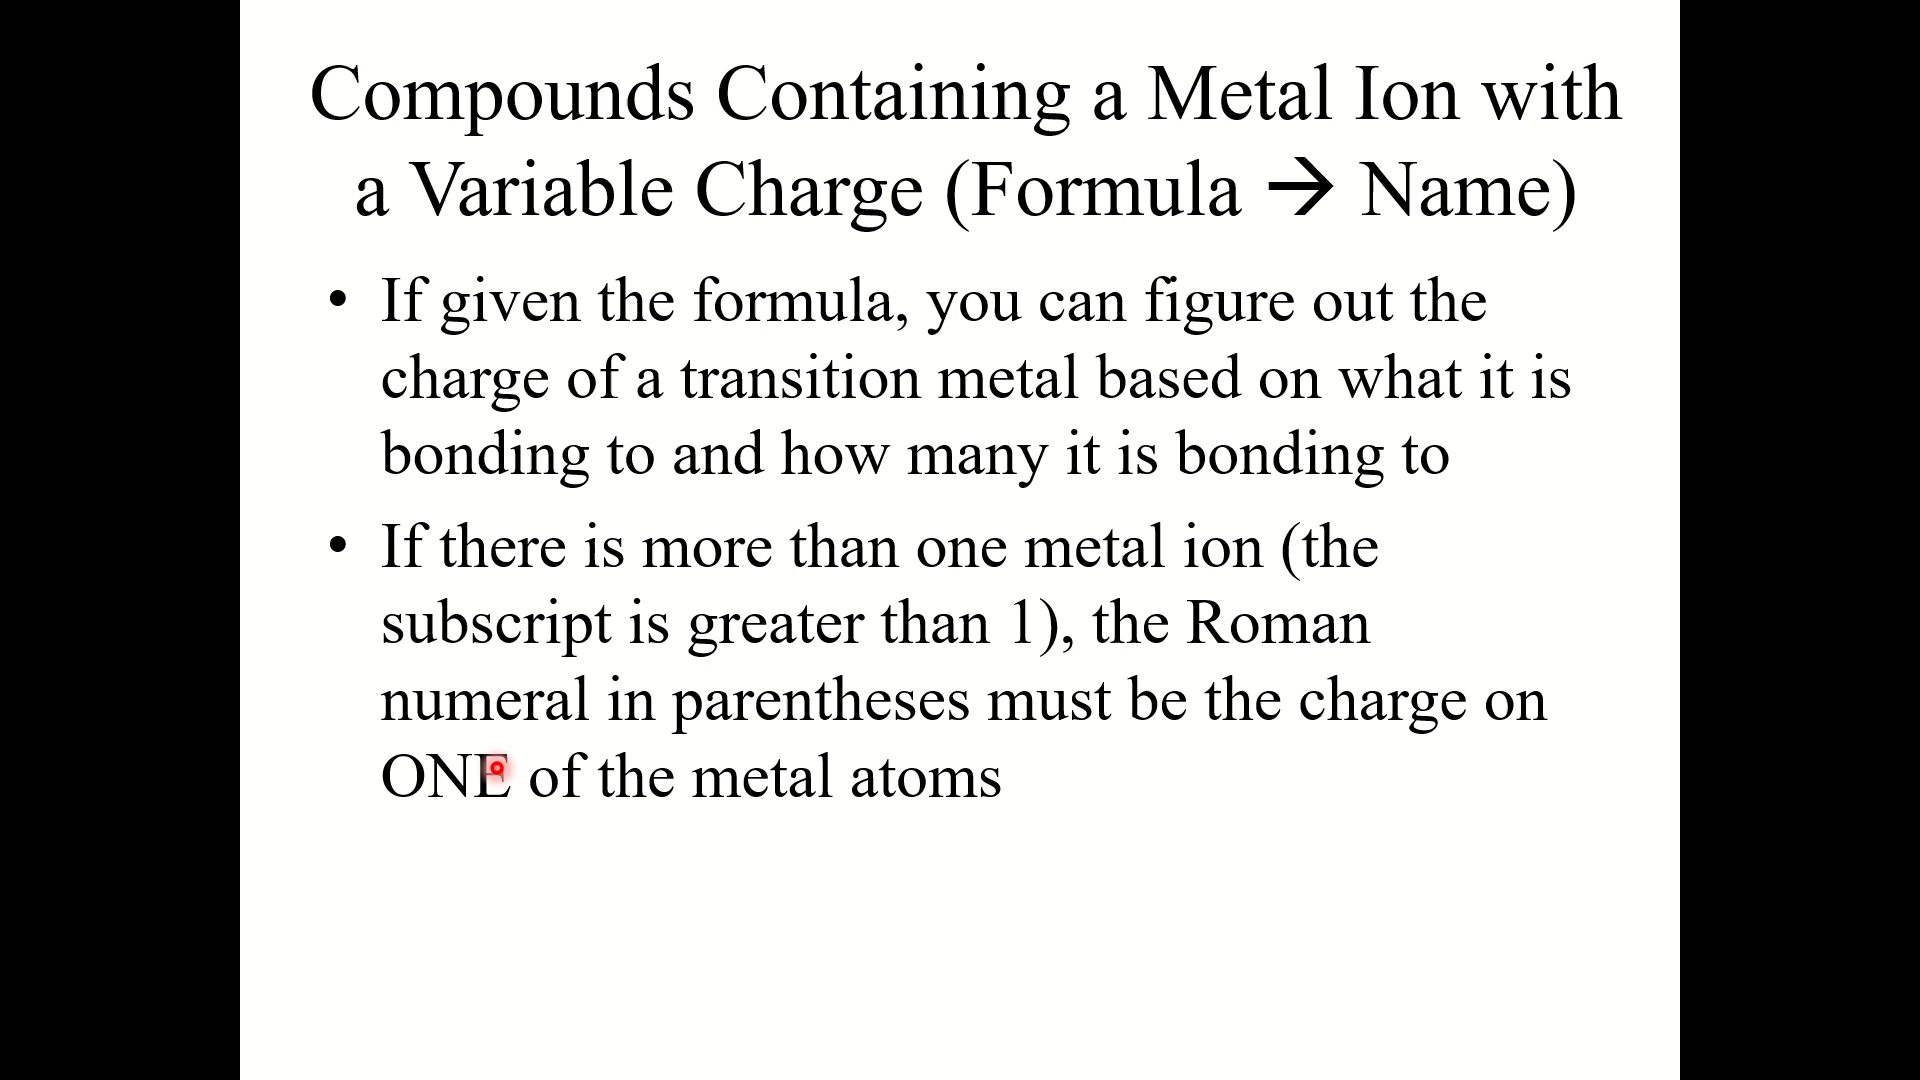 Compounds Containing a Metal Ion with
a Variable Charge (Formula → Name)
• If given the formula, you can figure out the
charge of a transition metal based on what it is
bonding to and how many it is bonding to
• If there is more than one metal ion (the
subscript is greater than 1), the Roman
numeral in parentheses must be the charge on
ONE of the metal atoms